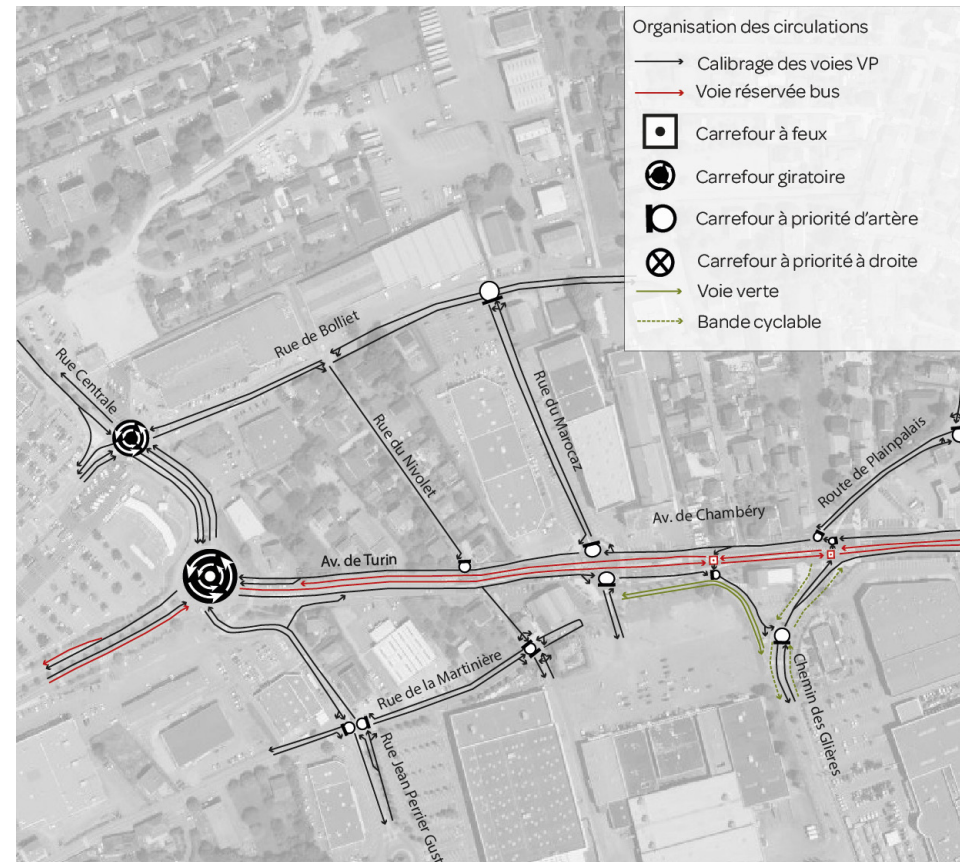 Organisation des circulations
Calibrage des voies VP
Voie réservée bus
Carrefour à feux
Carrefour giratoire
Carrefour à priorité d'artère
Carrefour à priorité à droite
Voie verte
Bande cyclable
Rue de Bolliet
Rue Centrale
Rue du Marocaz
Rue du Nivolet
Route de Plainpalais
Av. de Chambéry
Av. de Turin
Rue de la Martinière
Chemin des Glières
Rue Jean Perrier Gust